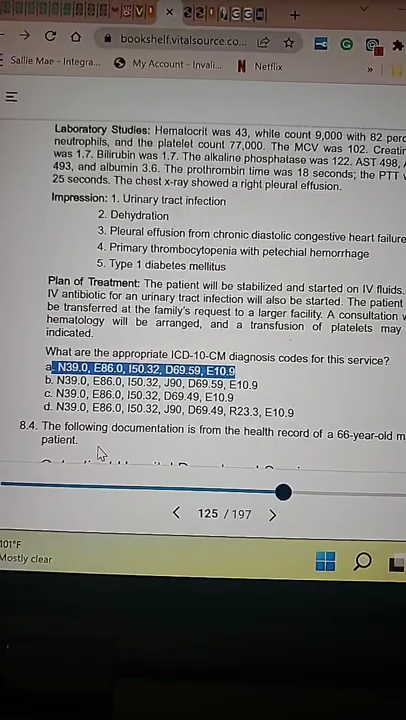 bookshelf.vitalsource.co...
Sallie Mae - Integra...
My Account - Invali...
Netflix
»
Laboratory Studies: Hematocrit was 43, white count 9,000 with 82 perc
neutrophils, and the platelet count 77,000. The MCV was 102. Creatin
was 1.7. Bilirubin was 1.7. The alkaline phosphatase was 122. AST 498, A
493, and albumin 3.6. The prothrombin time was 18 seconds; the PTT w
25 seconds. The chest x-ray showed a right pleural effusion.
Impression: 1. Urinary tract infection
2. Dehydration
3. Pleural effusion from chronic diastolic congestive heart failure
4. Primary thrombocytopenia with petechial hemorrhage
5. Type 1 diabetes mellitus
Plan of Treatment: The patient will be stabilized and started on IV fluids.
IV antibiotic for an urinary tract infection will also be started. The patient
be transferred at the family's request to a larger facility. A consultation w
hematology will be arranged, and a transfusion of platelets may
indicated.
What are the appropriate ICD-10-CM diagnosis codes for this service?
a. N39.0, E86.0, I50.32, D69.59, E10.9
b. N39.0, E86.0, I50.32, J90, D69.59, E10.9
c. N39.0, E86.0, I50.32, D69.49, E10.9
d. N39.0, E86.0, I50.32, J90, D69.49, R23.3, E10.9
8.4. The following documentation is from the health record of a 66-year-old m
patient.
< 125 / 197 >
101°F
Mostly clear